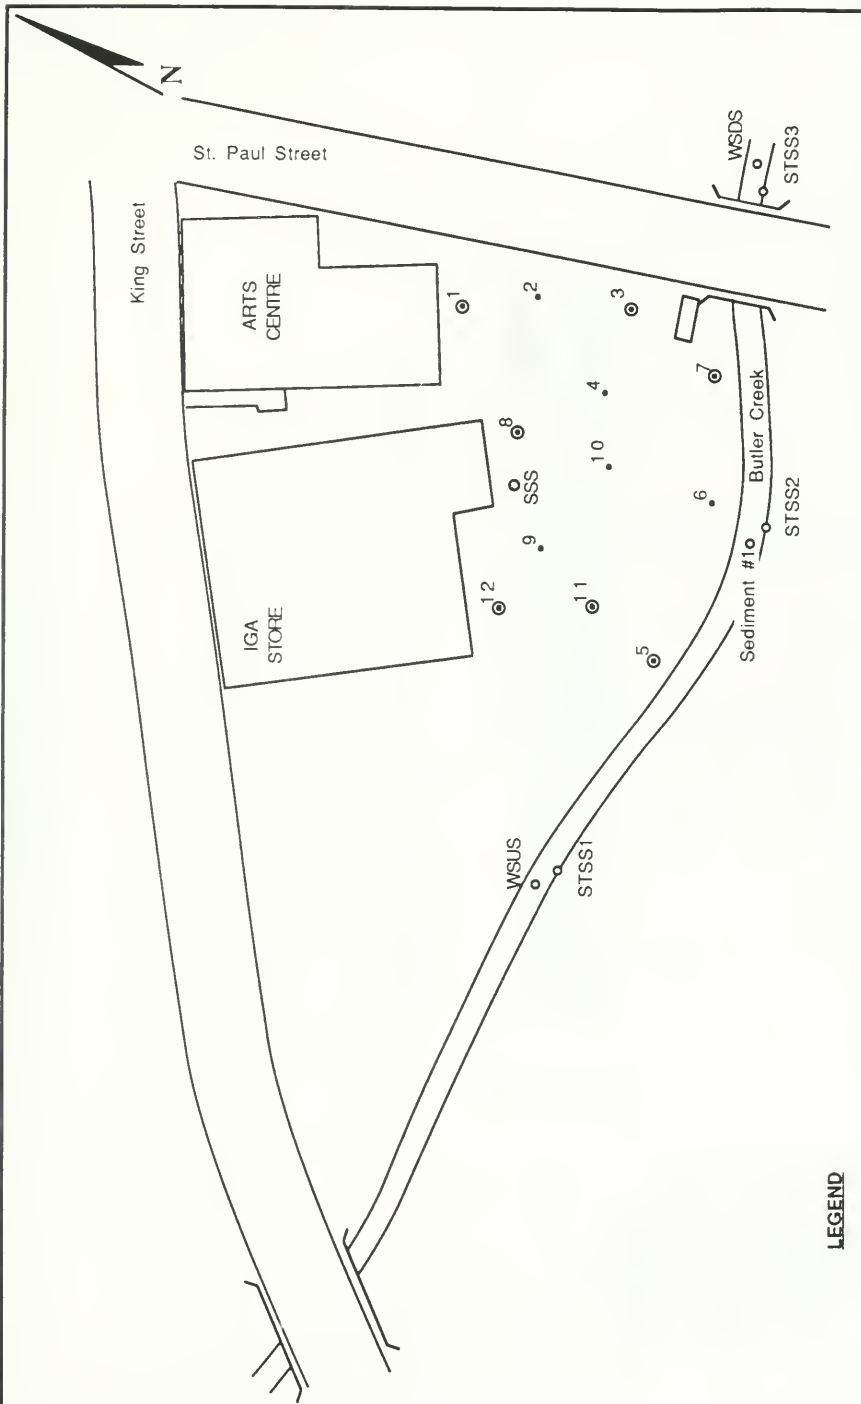 N
St. Paul Street
King Street
ARTS
CENTRE
IGA
STORE
WSDS
STSS3
1
2
3
4
7
8
SSS
10
6
9
12
11
5
Butler Creek
Sediment #1
STSS2
WSUS
STSS1
LEGEND